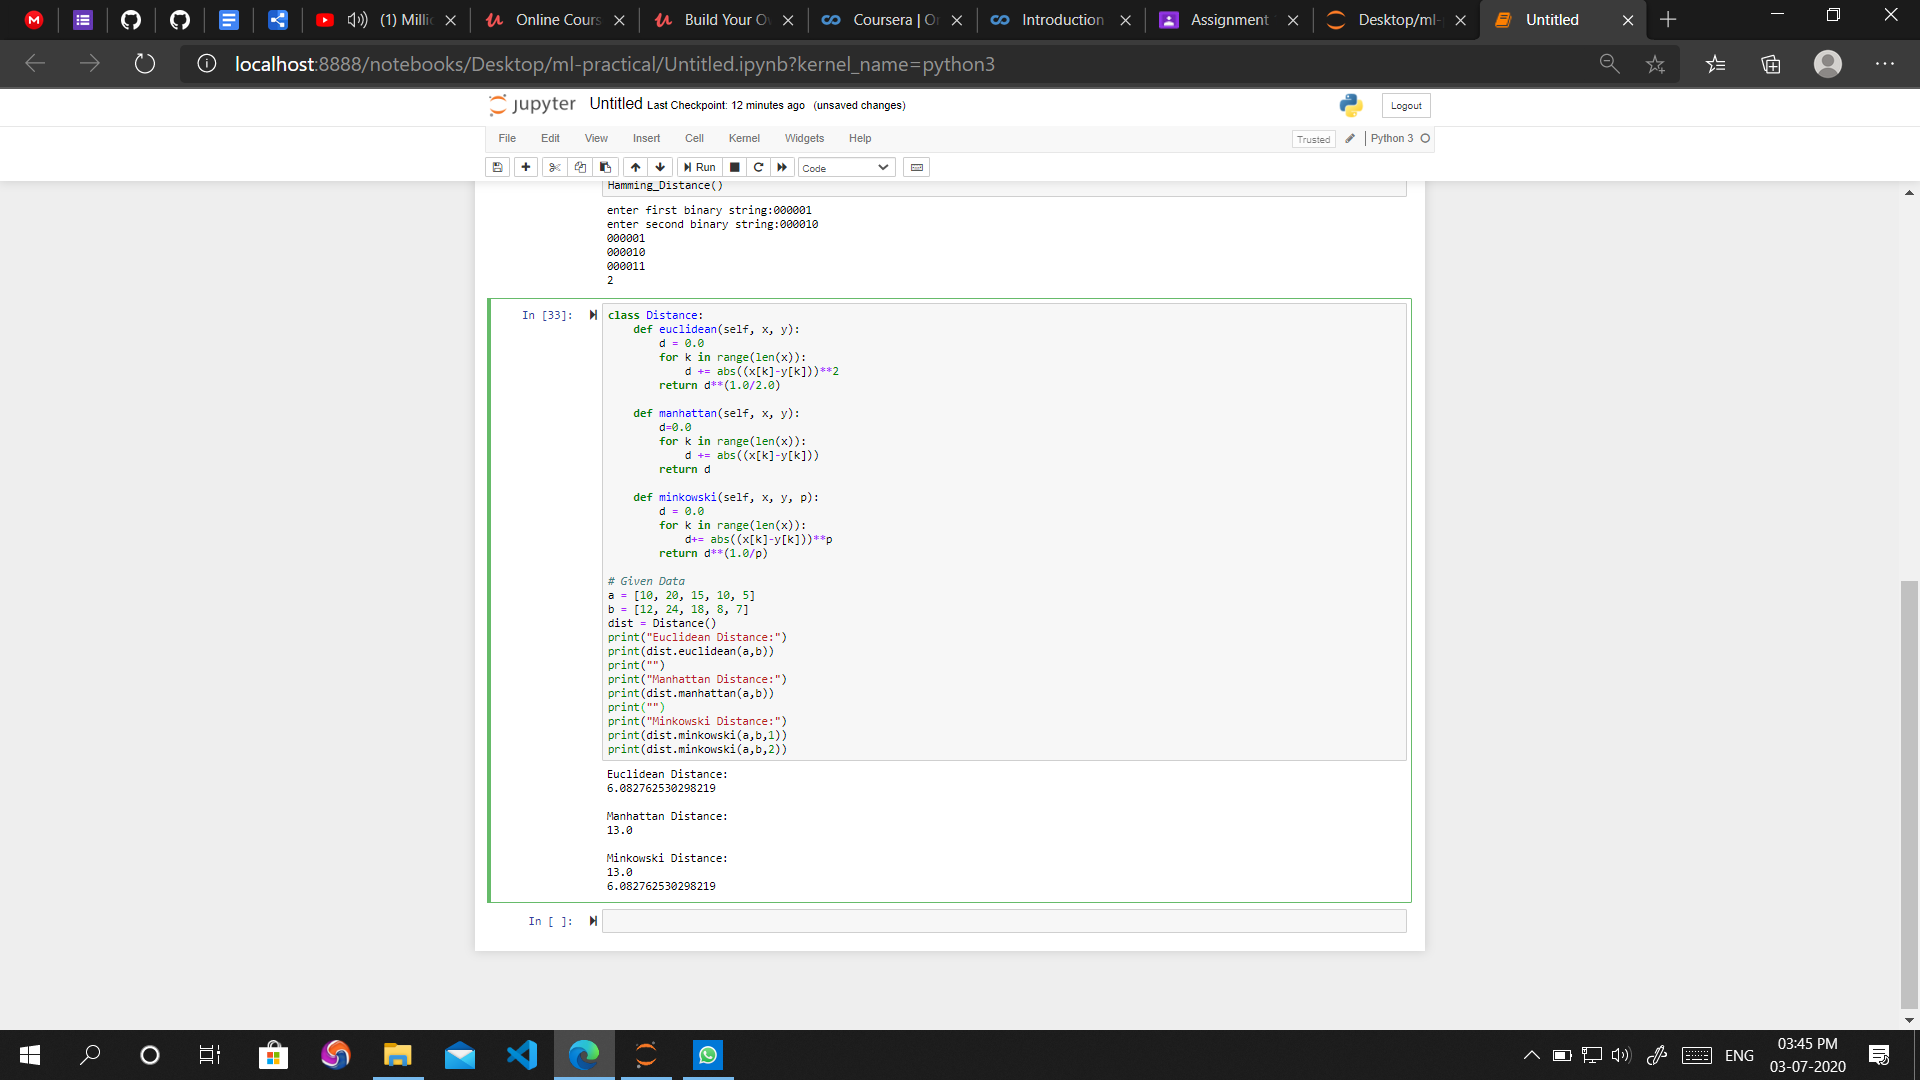 (1) Millic
Online Cours
Build Your Ov
Coursera | O
Introduction
Assignment
Desktop/ml-
Untitled
localhost:8888/notebooks/Desktop/ml-practical/Untitled.ipynb?kernel_name=python3
jupyter Untitled Last Checkpoint: 12 minutes ago (unsaved changes)
Logout
File Edit View Insert Cell Kernel Widgets Help
Trusted
Python 3
Run
Code
Hamming_Distance()
enter first binary string:000001
enter second binary string:000010
000001
000010
000011
2
In [33]:
class Distance:
    def euclidean(self, x, y):
        d = 0.0
        for k in range(len(x)):
            d += abs((x[k]-y[k]))**2
        return d**(1.0/2.0)
    def manhattan(self, x, y):
        d=0.0
        for k in range(len(x)):
            d += abs((x[k]-y[k]))
        return d
    def minkowski(self, x, y, p):
        d = 0.0
        for k in range(len(x)):
            d+= abs((x[k]-y[k]))**p
        return d**(1.0/p)
# Given Data
a = [10, 20, 15, 10, 5]
b = [12, 24, 18, 8, 7]
dist = Distance()
print("Euclidean Distance:")
print(dist.euclidean(a,b))
print("")
print("Manhattan Distance:")
print(dist.manhattan(a,b))
print("")
print("Minkowski Distance:")
print(dist.minkowski(a,b,1))
print(dist.minkowski(a,b,2))
Euclidean Distance:
6.082762530298219
Manhattan Distance:
13.0
Minkowski Distance:
13.0
6.082762530298219
In [ ]:
ENG
03:45 PM
03-07-2020